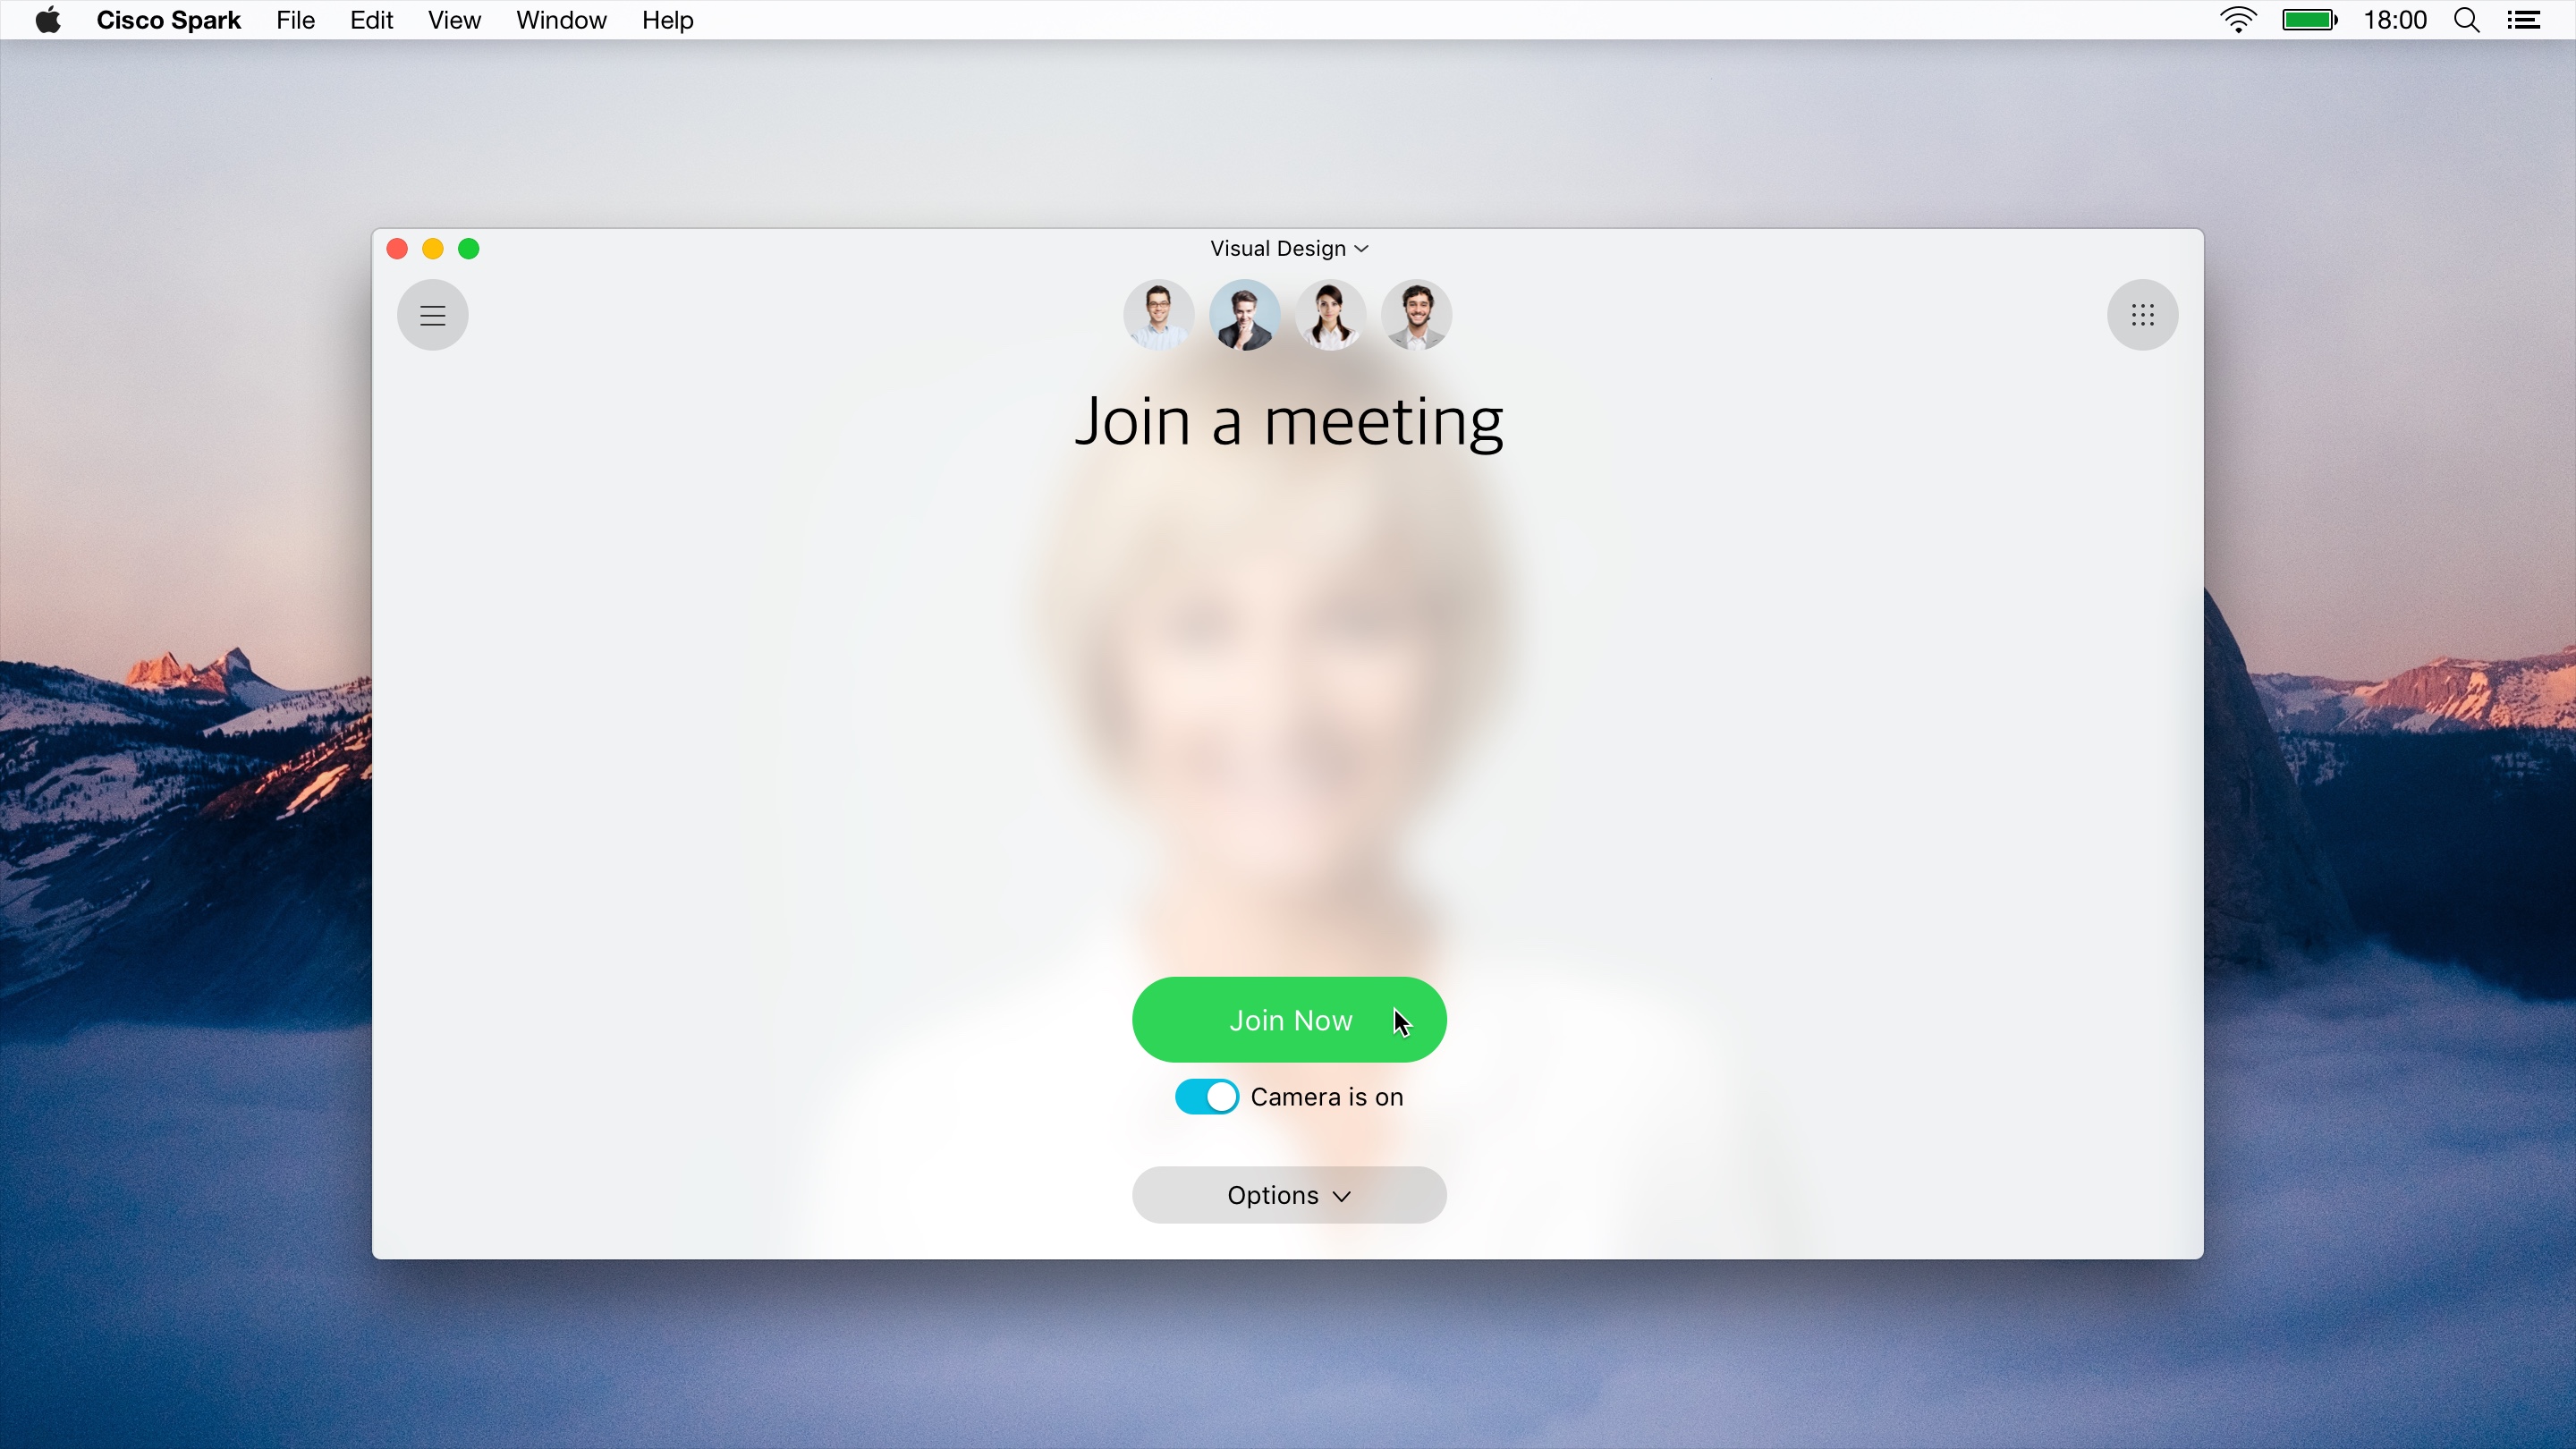 Cisco Spark File Edit View Window Help 18:00
Visual Design
Join a meeting
Join Now
Camera is on
Options